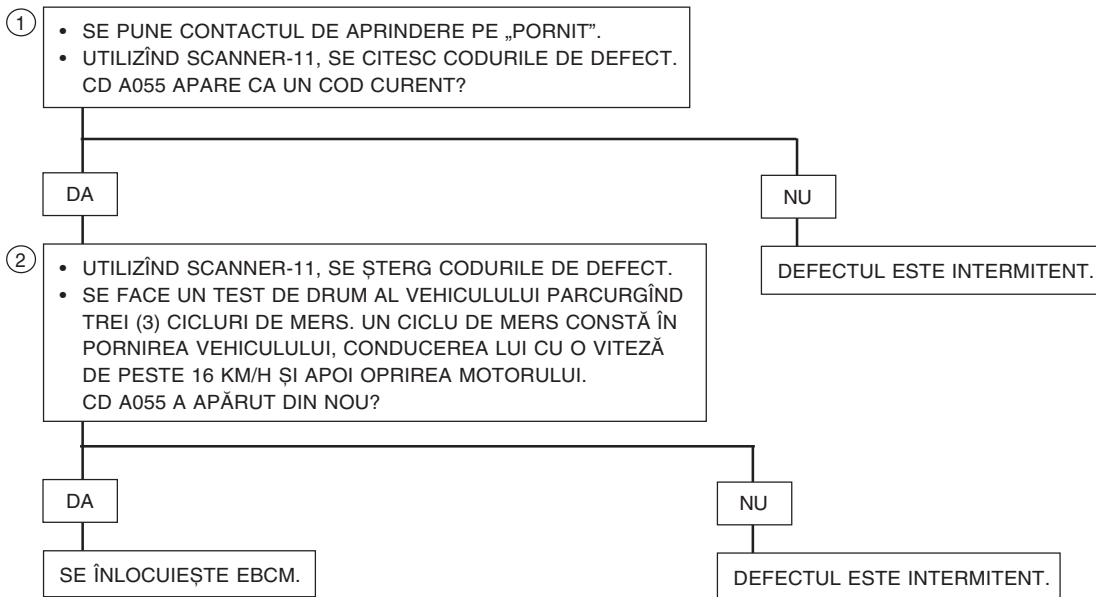 1
• SE PUNE CONTACTUL DE APRINDERE PE „PORNIT”.
• UTILIZÎND SCANNER-11, SE CITESC CODURILE DE DEFECT.
CD A055 APARE CA UN COD CURENT?
DA
NU
2
• UTILIZÎND SCANNER-11, SE ȘTERG CODURILE DE DEFECT.
• SE FACE UN TEST DE DRUM AL VEHICULULUI PARCURGÎND
TREI (3) CICLURI DE MERS. UN CICLU DE MERS CONSTĂ ÎN
PORNIREA VEHICULULUI, CONDUCEREA LUI CU O VITEZĂ
DE PESTE 16 KM/H ȘI APOI OPRIREA MOTORULUI.
CD A055 A APĂRUT DIN NOU?
DEFECTUL ESTE INTERMITENT.
DA
NU
SE ÎNLOCUIEȘTE EBCM.
DEFECTUL ESTE INTERMITENT.